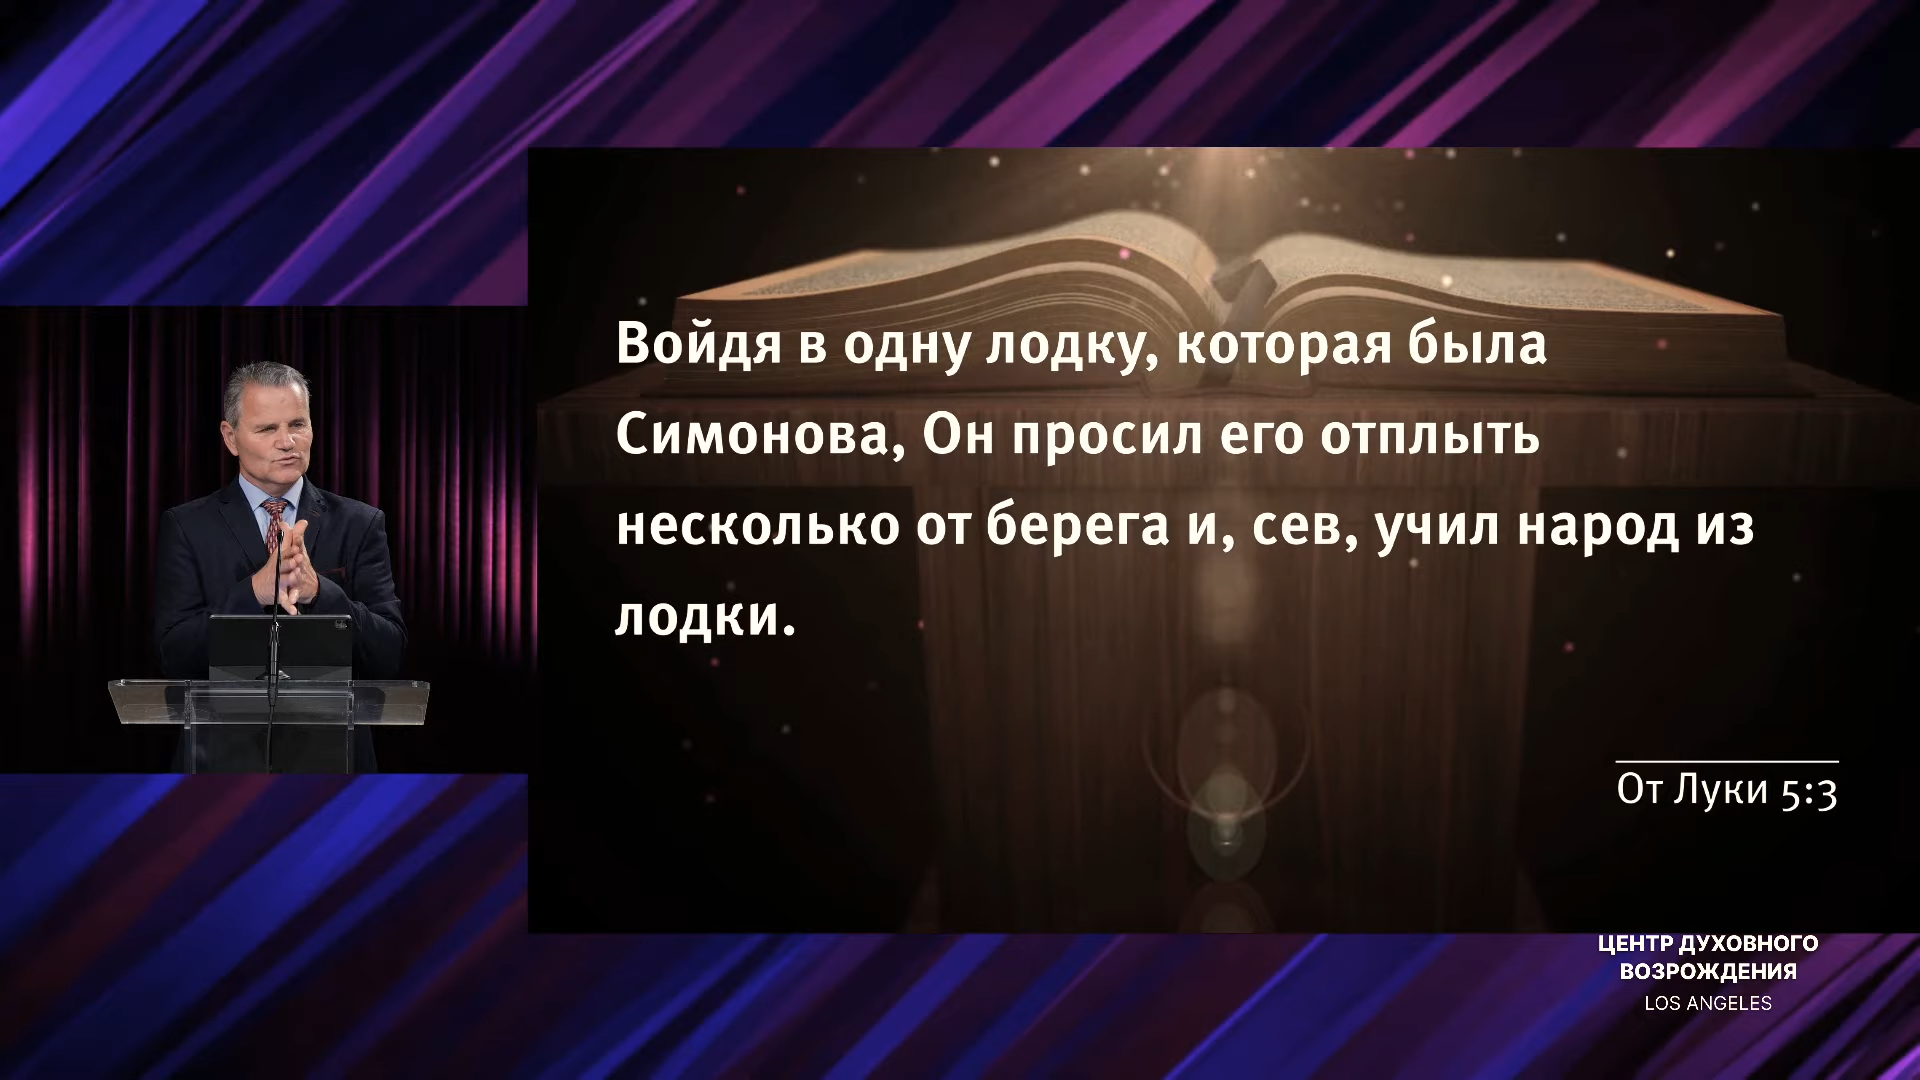 Войдя в одну лодку, которая была
Симонова, Он просил его отплыть
несколько от берега и, сев, учил народ из
лодки.
От Луки 5:3
ЦЕНТР ДУХОВНОГО
ВОЗРОЖДЕНИЯ
LOS ANGELES